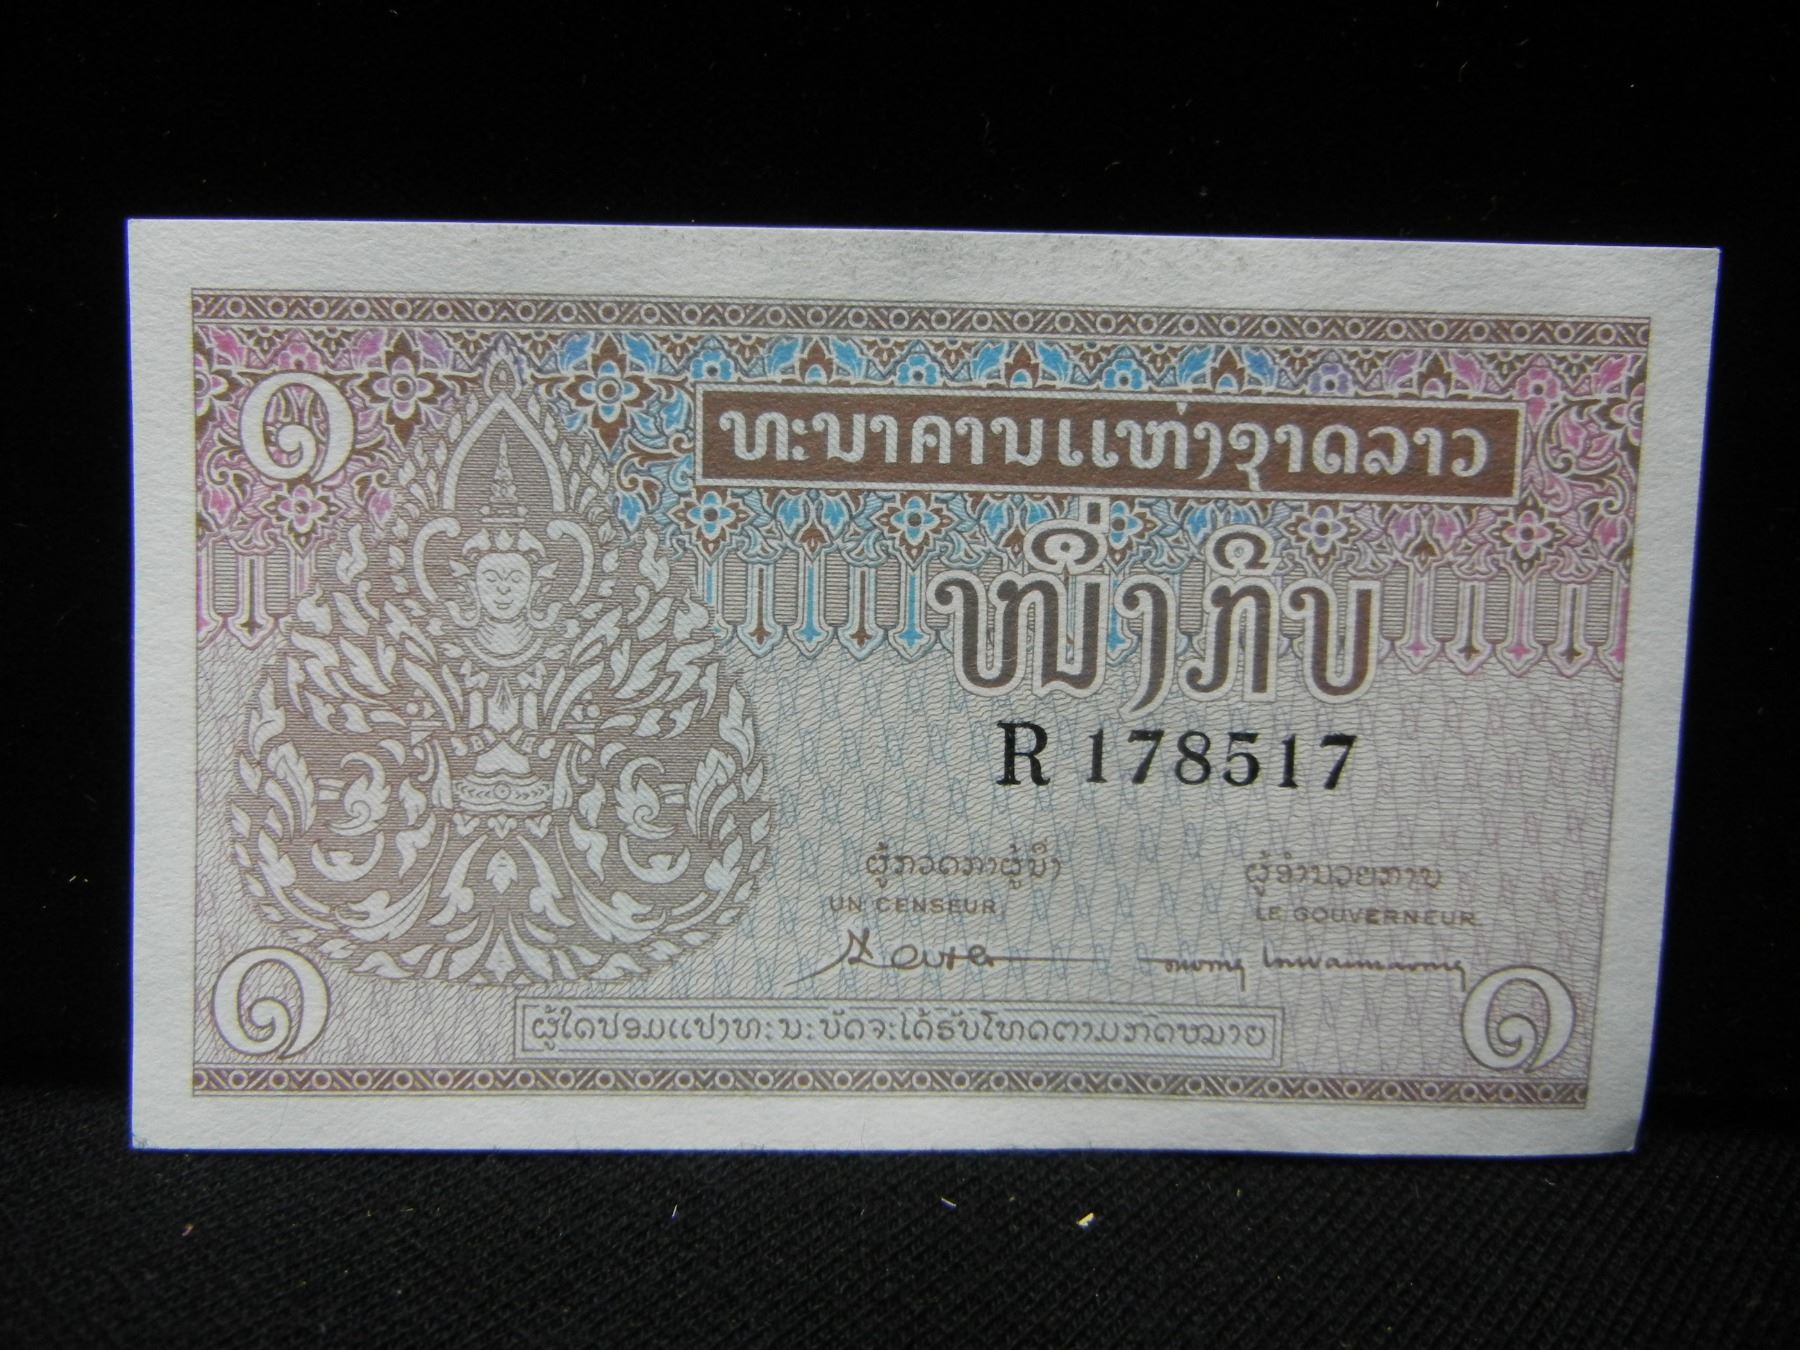 ໑
ທະນາຄານແຫ່ງຊາດລາວ
ໜຶ່ງກີບ
R 178517
ຜູ້ກວດກາຜູ້ນຶ່ງ ຜູ້ອຳນວຍການ
UN CENSEUR LE GOUVERNEUR
໑ ໑
ຜູ້ໃດປອມແປງທະນະບັດຈະໄດ້ຮັບໂທດຕາມກົດໝາຍ